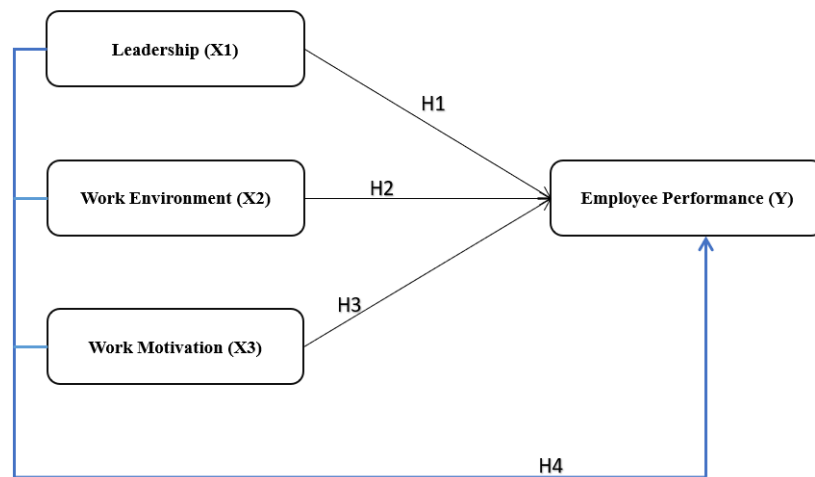 Leadership (X1)
H1
Work Environment (X2)
H2
Employee Performance (Y)
H3
Work Motivation (X3)
H4